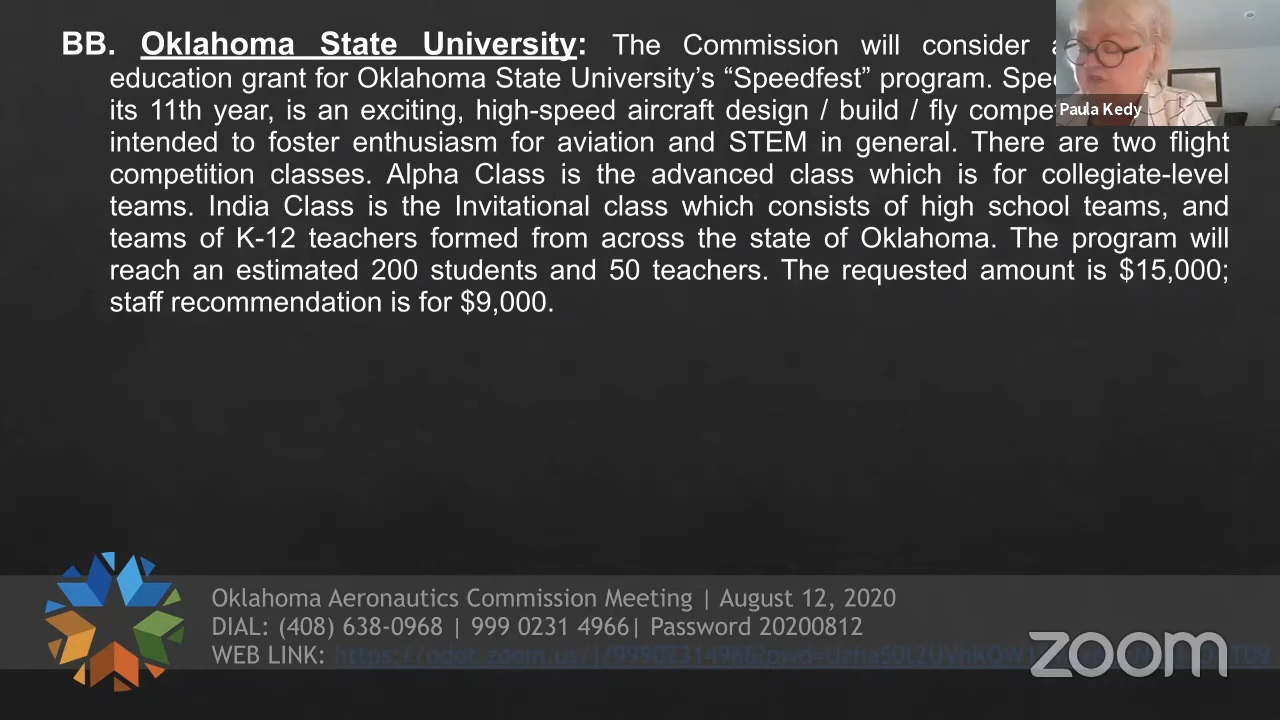 BB. Oklahoma State University: The Commission will consider
education grant for Oklahoma State University's “Speedfest” program.
its 11th year, is an exciting, high-speed aircraft design / build / fly
Paula Kedy
intended to foster enthusiasm for aviation and STEM in general. There are two flight
competition classes. Alpha Class is the advanced class which is for collegiate-level
teams. India Class is the Invitational class which consists of high school teams, and
teams of K-12 teachers formed from across the state of Oklahoma. The program will
reach an estimated 200 students and 50 teachers. The requested amount is $15,000;
staff recommendation is for $9,000.
Oklahoma Aeronautics Commission Meeting | August 12, 2020
DIAL: (408) 638-0968 | 999 0231 4966| Password 20200812
WEB LINK:
zoom